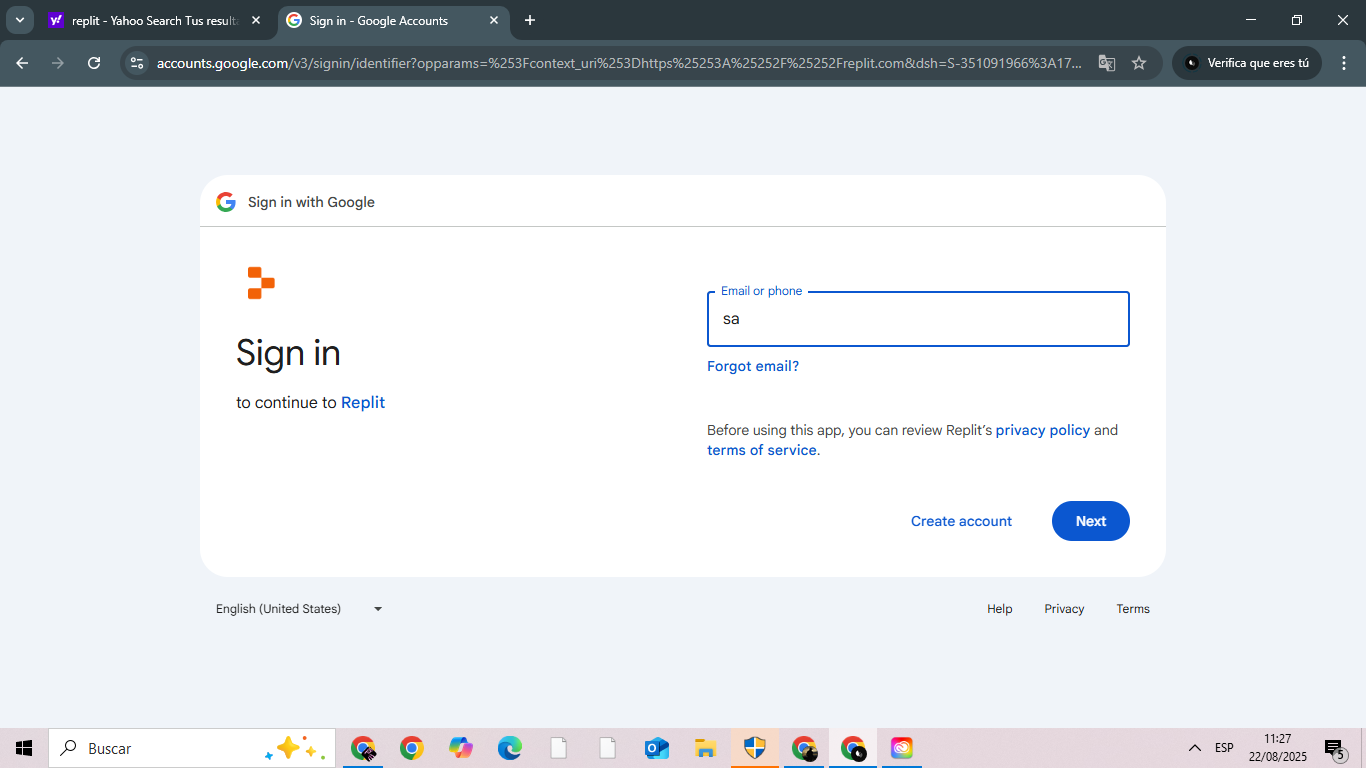 replit - Yahoo Search Tus result
Sign in - Google Accounts
accounts.google.com/v3/signin/identifier?opparams=%253Fcontext_uri%253Dhttps%25253A%25252F%25252Freplit.com&dsh=S-351091966%3A17...
Verifica que eres tú
Sign in with Google
Sign in
to continue to Replit
Email or phone
sa
Forgot email?
Before using this app, you can review Replit's privacy policy and
terms of service.
Create account
Next
English (United States)
Help
Privacy
Terms
Buscar
ESP
11:27
22/08/2025
5